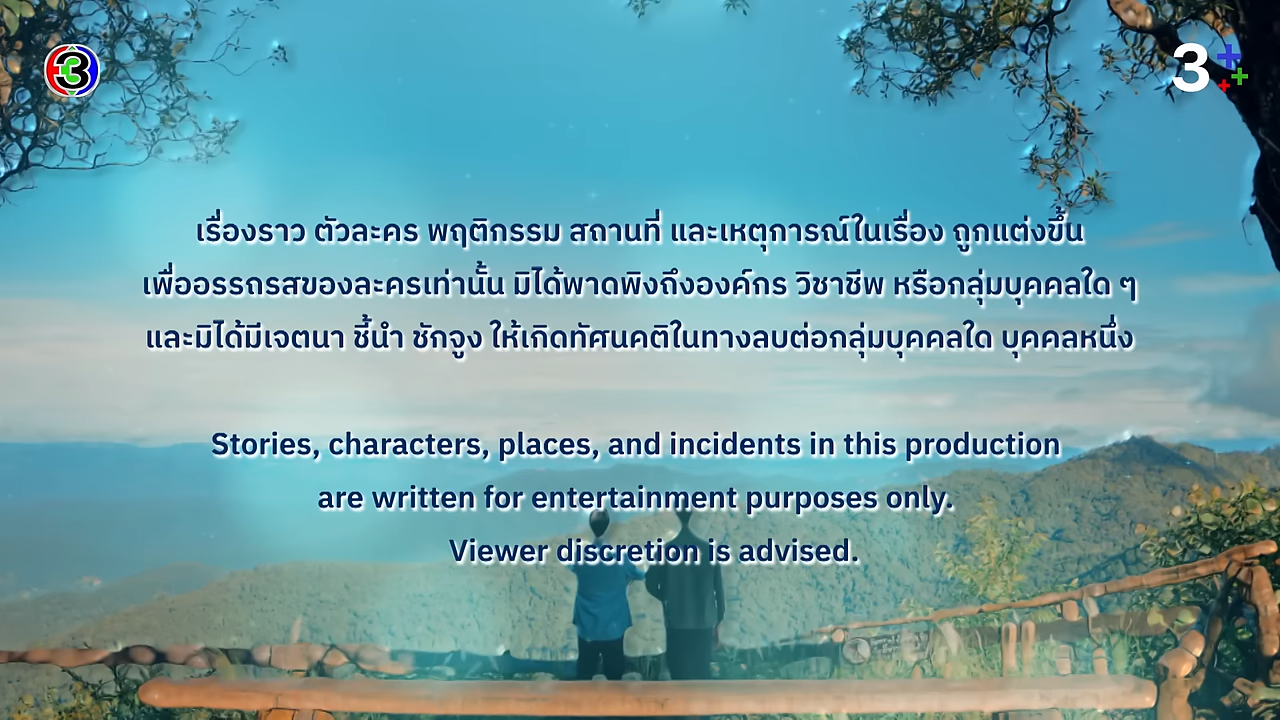 3
3
เรื่องราว ตัวละคร พฤติกรรม สถานที่ และเหตุการณ์ในเรื่อง ถูกแต่งขึ้น
เพื่ออรรถรสของละครเท่านั้น มิได้พาดพิงถึงองค์กร วิชาชีพ หรือกลุ่มบุคคลใด ๆ
และมิได้มีเจตนา ชี้นำ ชักจูง ให้เกิดทัศนคติในทางลบต่อกลุ่มบุคคลใด บุคคลหนึ่ง
Stories, characters, places, and incidents in this production
are written for entertainment purposes only.
Viewer discretion is advised.